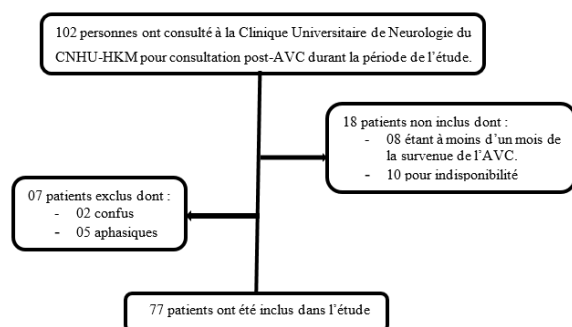 102 personnes ont consulté à la Clinique Universitaire de Neurologie du
CNHU-HKM pour consultation post-AVC durant la période de l'étude.
18 patients non inclus dont :
- 08 étant à moins d'un mois de
la survenue de l'AVC.
- 10 pour indisponibilité
07 patients exclus dont :
- 02 confus
- 05 aphasiques
77 patients ont été inclus dans l'étude